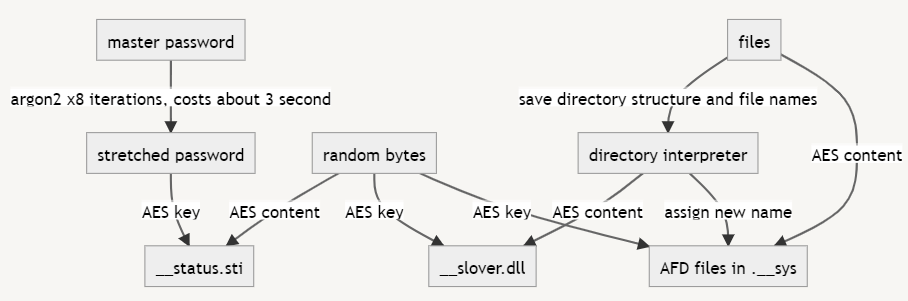 master password
files
argon2 x8 iterations, costs about 3 second
save directory structure and file names
stretched password
random bytes
directory interpreter
AES content
AES key
AES content
AES key
AES key
AES content
assign new name
__status.sti
__slover.dll
AFD files in .__sys